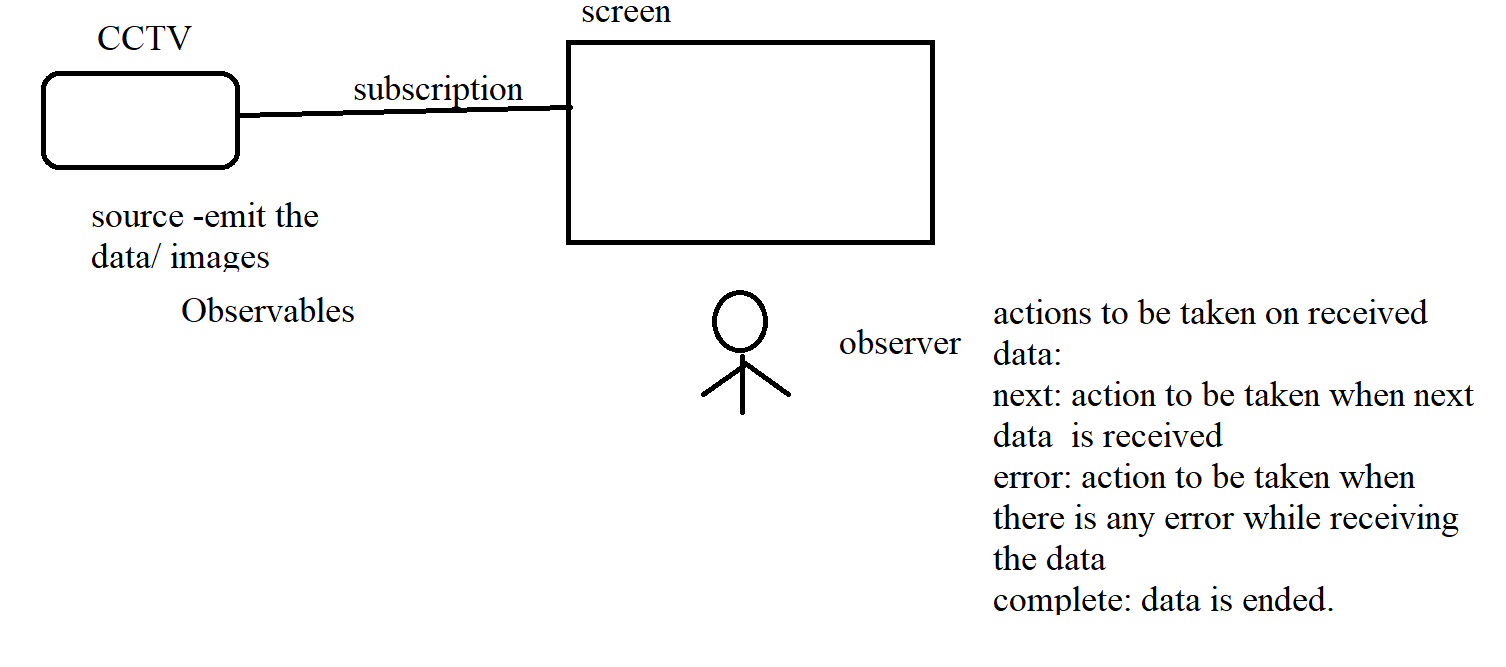 screen
CCTV
subscription
source -emit the
data/ images
Observables
observer
actions to be taken on received
data:
next: action to be taken when next
data  is received
error: action to be taken when
there is any error while receiving
the data
complete: data is ended.